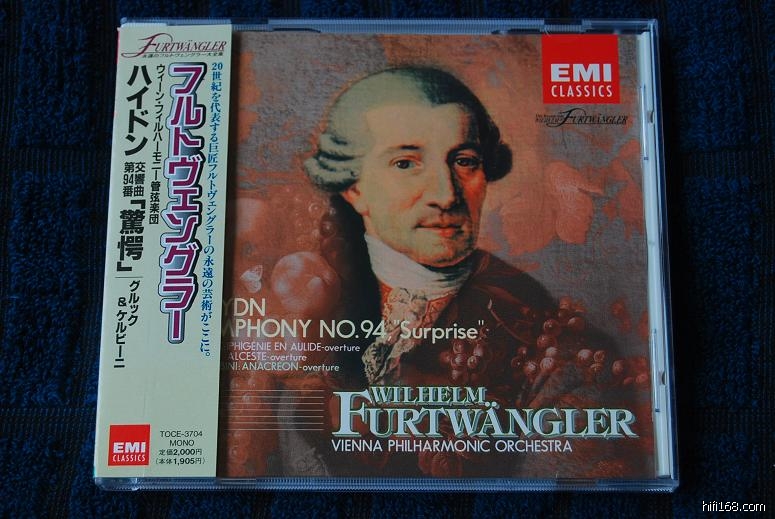 FURTWÄNGLER
永遠のフルトヴェングラー大全集
20世紀を代表する巨匠フルトヴェングラーの永遠の芸術がここに。
フルトヴェングラー
ウィーン・フィルハーモニー管弦楽団
ハイドン
交響曲
第94番
「驚愕」
グルック
&ケルビーニ
EMI
CLASSICS
TOCE-3704
MONO
定価2,000円
(本体1,905円)
EMI
CLASSICS
FURTWÄNGLER
YDN
MPHONY NO.94, "Surprise"
IPHIGÉNIE EN AULIDE-overture
ALCESTE-overture
INI: ANACREON-overture
WILHELM
FURTWÄNGLER
VIENNA PHILHARMONIC ORCHESTRA
hifi168.com